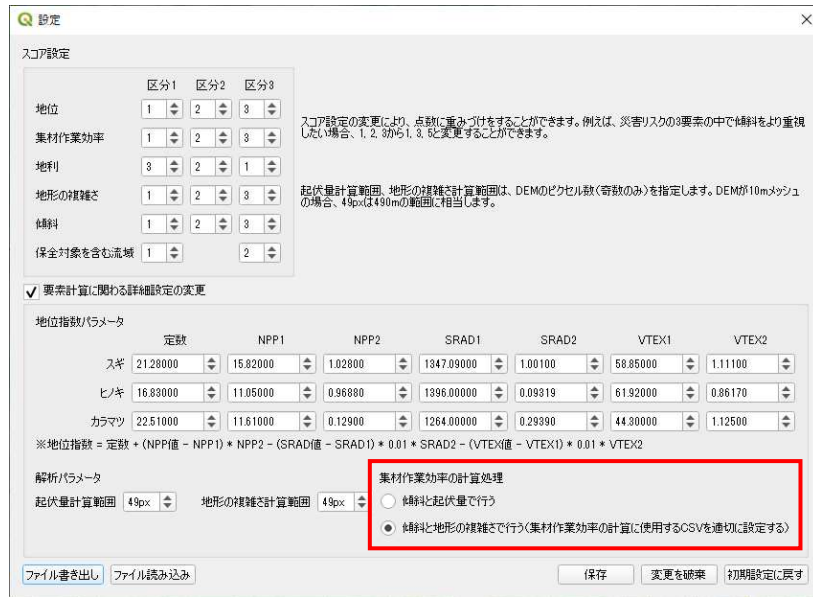 設定
スコア設定
区分1 区分2 区分3
地位 1 2 3
集材作業効率 1 2 3
地利 3 2 1
地形の複雑さ 1 2 3
傾斜 1 2 3
保全対象を含む流域 1 2
スコア設定の変更により、点数に重みづけをすることができます。例えば、災害リスクの3要素の中で傾斜をより重視
したい場合、1, 2, 3から1, 3, 5と変更することができます。
起伏量計算範囲、地形の複雑さ計算範囲は、DEMのピクセル数(奇数のみ)を指定します。DEMが10mメッシュ
の場合、49pxは490mの範囲に相当します。
要素計算に関わる詳細設定の変更
地位指数パラメータ
定数 NPP1 NPP2 SRAD1 SRAD2 VTEX1 VTEX2
スギ 21.28000 15.82000 1.02800 1347.09000 1.00100 58.85000 1.11100
ヒノキ 16.83000 11.05000 0.96880 1396.00000 0.09319 61.92000 0.86170
カラマツ 22.51000 11.61000 0.12900 1264.00000 0.29390 44.30000 1.12500
※地位指数 = 定数 + (NPP値 - NPP1) * NPP2 - (SRAD値 - SRAD1) * 0.01 * SRAD2 - (VTEX値 - VTEX1) * 0.01 * VTEX2
解析パラメータ
起伏量計算範囲 49px 地形の複雑さ計算範囲 49px
集材作業効率の計算処理
傾斜と起伏量で行う
傾斜と地形の複雑さで行う(集材作業効率の計算に使用するCSVを適切に設定する)
ファイル書き出し ファイル読み込み 保存 変更を破棄 初期設定に戻す